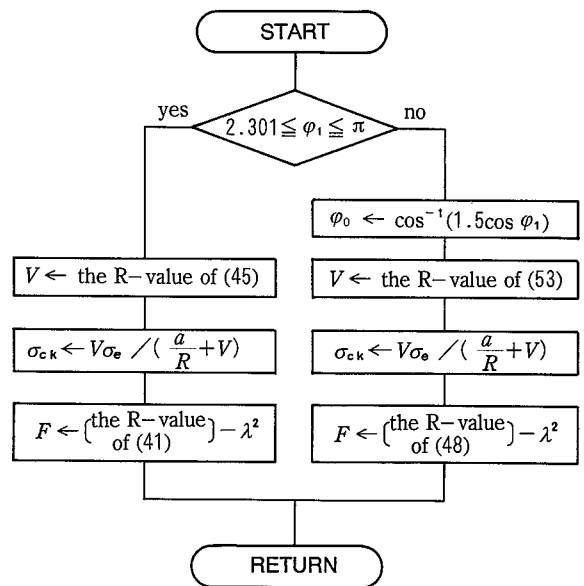 START
yes
2.301≦φ₁≦π
no
φ₀ ← cos⁻¹(1.5cos φ₁)
V ← the R−value of (45)
V ← the R−value of (53)
σck ← Vσe / ( a/R + V)
σck ← Vσe / ( a/R + V)
F ← [the R−value
of (41)] − λ²
F ← [the R−value
of (48)] − λ²
RETURN